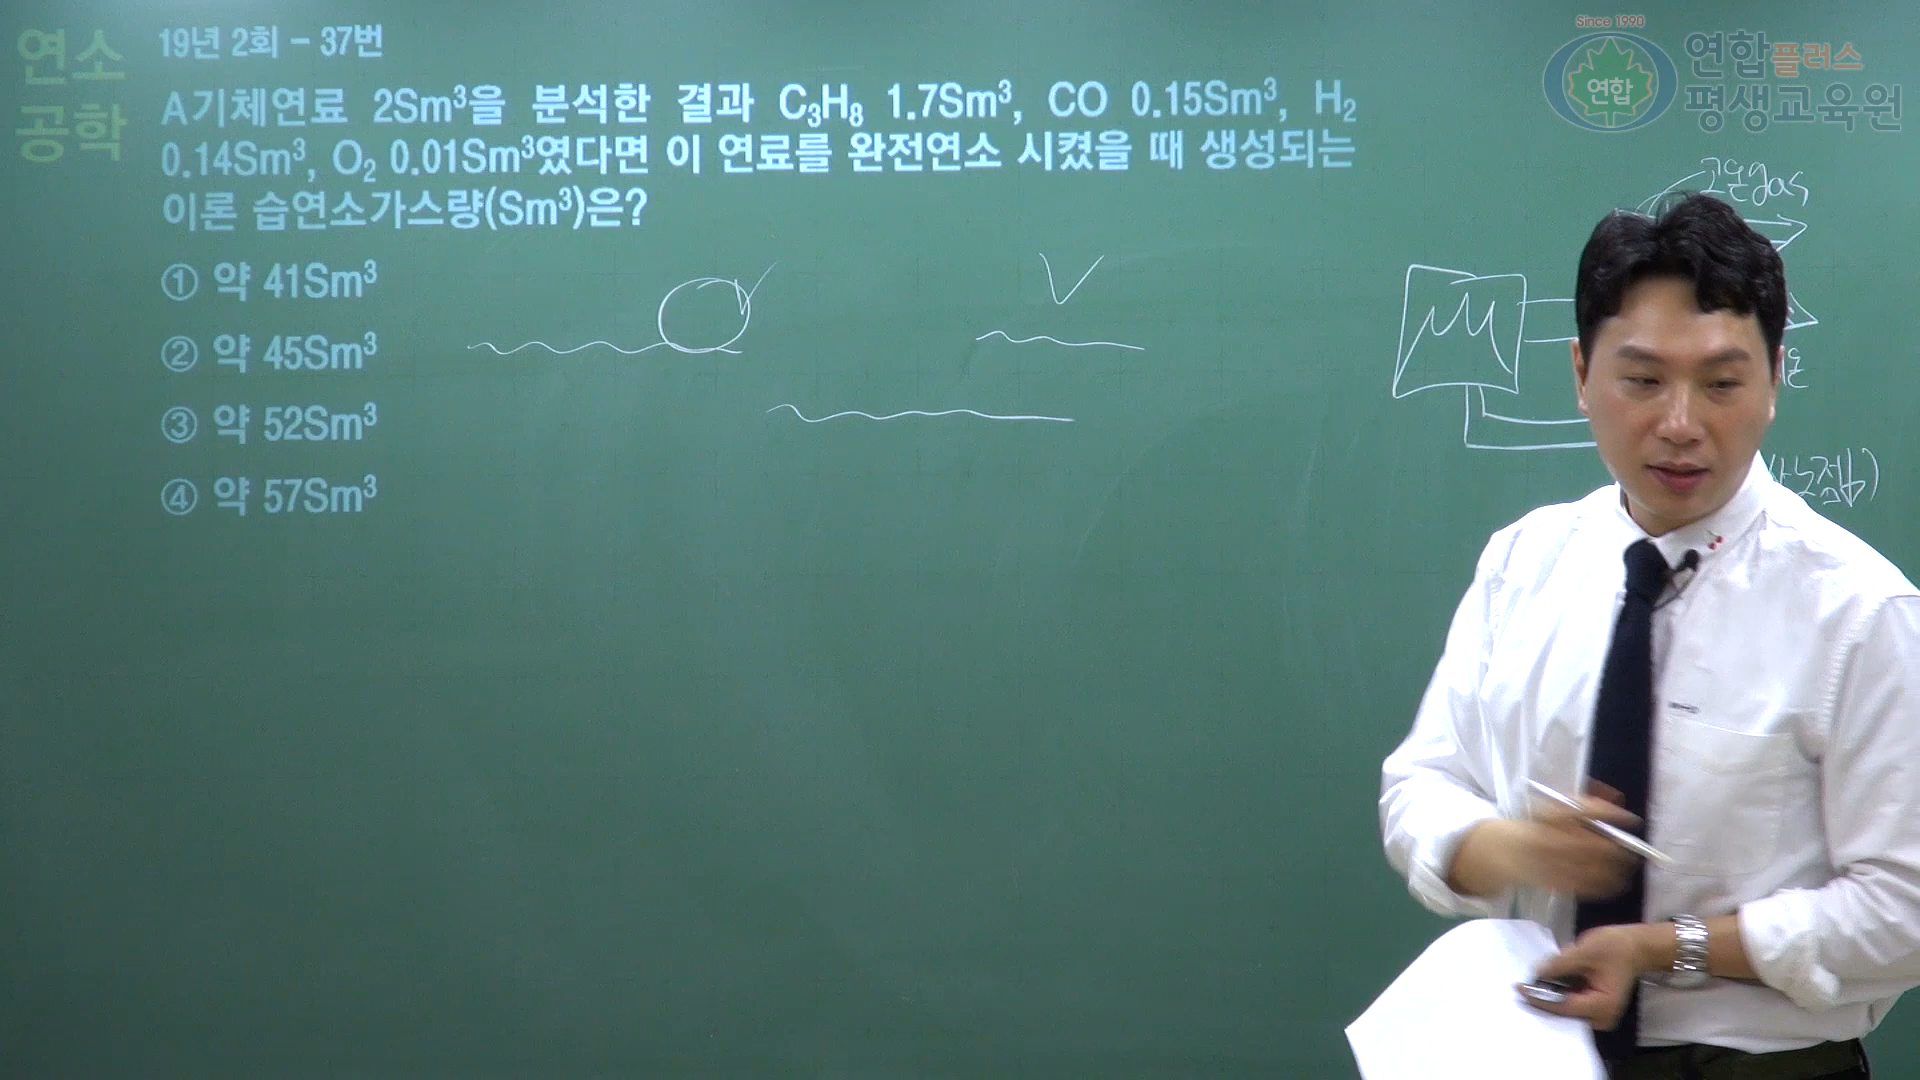 연소
공학
19년 2회 - 37번
A기체연료 2Sm³을 분석한 결과 C₃H₈ 1.7Sm³, CO 0.15Sm³, H₂
0.14Sm³, O₂ 0.01Sm³였다면 이 연료를 완전연소 시켰을 때 생성되는
이론 습연소가스량(Sm³)은?
① 약 41Sm³
② 약 45Sm³
③ 약 52Sm³
④ 약 57Sm³
Since 1990
연합
연합플러스
평생교육원
고온gas